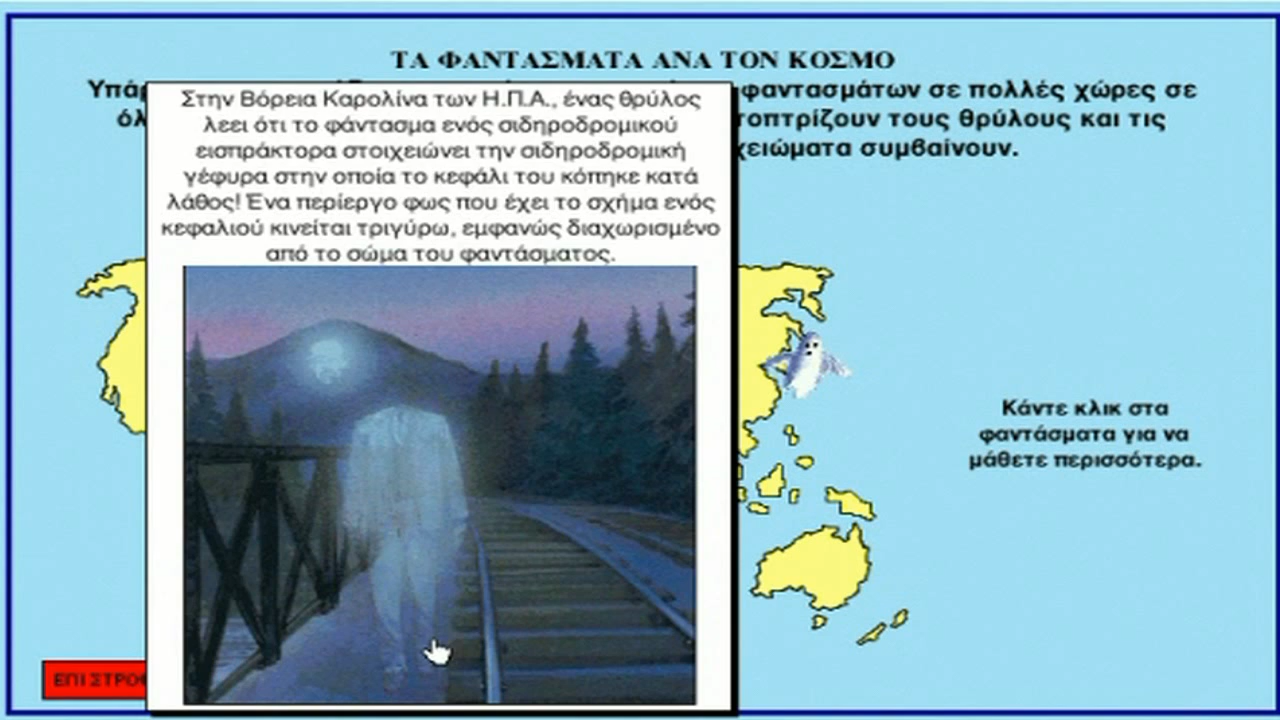 ΤΑ ΦΑΝΤΑΣΜΑΤΑ ΑΝΑ ΤΟΝ ΚΟΣΜΟ
φαντασμάτων σε πολλές χώρες σε
τους θρύλους και τις
συμβαίνουν.
Στην Βόρεια Καρολίνα των Η.Π.Α., ένας θρύλος
λεει ότι το φάντασμα ενός σιδηροδρομικού
εισπράκτορα στοιχειώνει την σιδηροδρομική
γέφυρα στην οποία το κεφάλι του κόπηκε κατά
λάθος! Ένα περίεργο φως που έχει το σχήμα ενός
κεφαλιού κινείται τριγύρω, εμφανώς διαχωρισμένο
από το σώμα του φαντάσματος.
Κάντε κλικ στα
φαντάσματα για να
μάθετε περισσότερα.